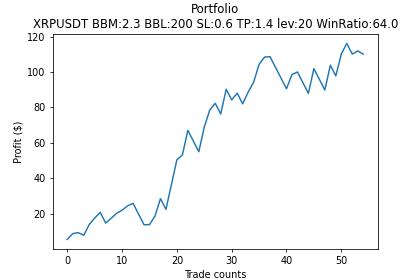 Portfolio
XRPUSDT BBM:2.3 BBL:200 SL:0.6 TP:1.4 lev:20 WinRatio:64.0
120
100
80
60
40
20
Profit ($)
0 10 20 30 40 50
Trade counts